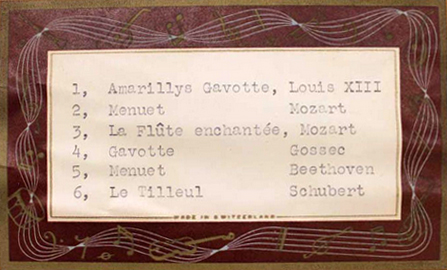 1, Amarillys Gavotte, Louis XIII
2, Menuet Mozart
3, La Flûte enchantée, Mozart
4, Gavotte Gossec
5, Menuet Beethoven
6, Le Tilleul Schubert
MADE IN SWITZERLAND